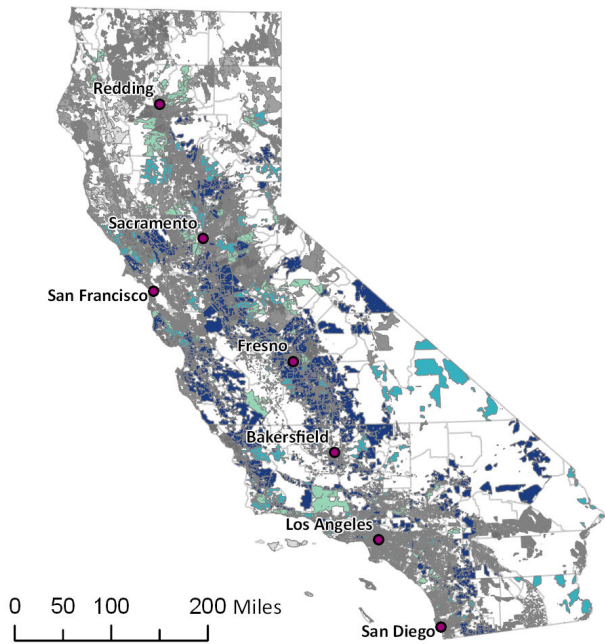 Redding
Sacramento
San Francisco
Fresno
Bakersfield
Los Angeles
San Diego
0 50 100 200 Miles